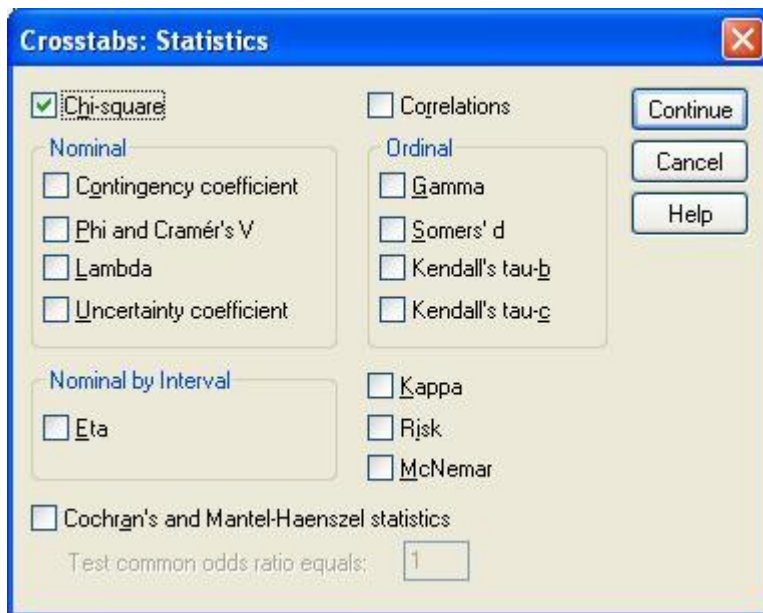 Crosstabs: Statistics
Chi-square
Correlations
Continue
Cancel
Help
Nominal
Contingency coefficient
Phi and Cramér's V
Lambda
Uncertainty coefficient
Ordinal
Gamma
Somers' d
Kendall's tau-b
Kendall's tau-c
Nominal by Interval
Eta
Kappa
Risk
McNemar
Cochran's and Mantel-Haenszel statistics
Test common odds ratio equals: 1